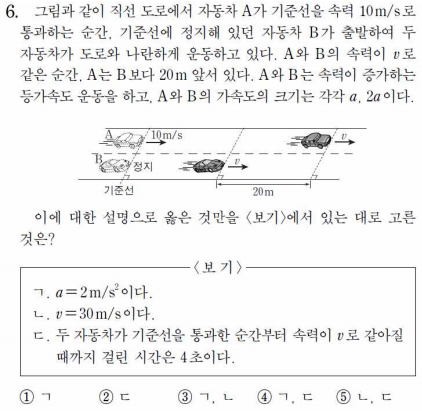 6. 그림과 같이 직선 도로에서 자동차 A가 기준선을 속력 10m/s로
통과하는 순간, 기준선에 정지해 있던 자동차 B가 출발하여 두
자동차가 도로와 나란하게 운동하고 있다. A와 B의 속력이 v로
같은 순간, A는 B보다 20m 앞서 있다. A와 B는 속력이 증가하는
등가속도 운동을 하고, A와 B의 가속도의 크기는 각각 a, 2a이다.
A 10m/s v
B 정지 v
기준선 20m
이에 대한 설명으로 옳은 것만을 <보기>에서 있는 대로 고른
것은?
<보 기>
ㄱ. a=2m/s²이다.
ㄴ. v=30m/s이다.
ㄷ. 두 자동차가 기준선을 통과한 순간부터 속력이 v로 같아질
때까지 걸린 시간은 4초이다.
① ㄱ ② ㄷ ③ ㄱ, ㄴ ④ ㄱ, ㄷ ⑤ ㄴ, ㄷ